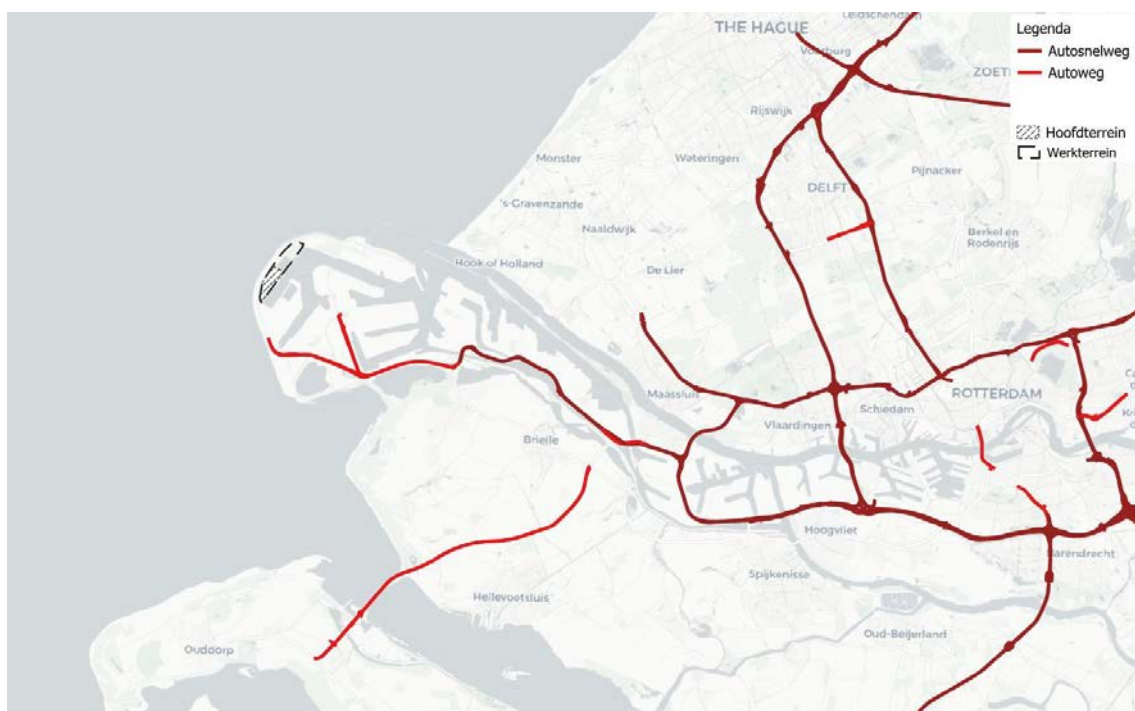 Leidschendam
THE HAGUE
Legenda
Voorburg
Autosnelweg
Autoweg
Rijswijk
Hoofdterrein
Werkterrein
Monster
Wateringen
Pijnacker
DELFT
's-Gravenzande
Naaldwijk
Berkel en
Rodenrijs
Hook of Holland
De Lier
Maassluis
ROTTERDAM
Schiedam
Vlaardingen
Brielle
Hoogvliet
Barendrecht
Spijkenisse
Hellevoetsluis
Oud-Beijerland
Ouddorp